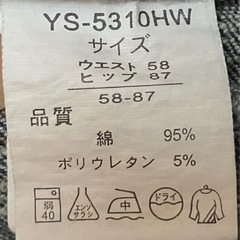 YS-5310HW
サイズ
ウエスト 58
ヒップ 87
58-87
品質
綿 95%
ポリウレタン 5%
弱 40 エンソ サラシ 中 ドライ